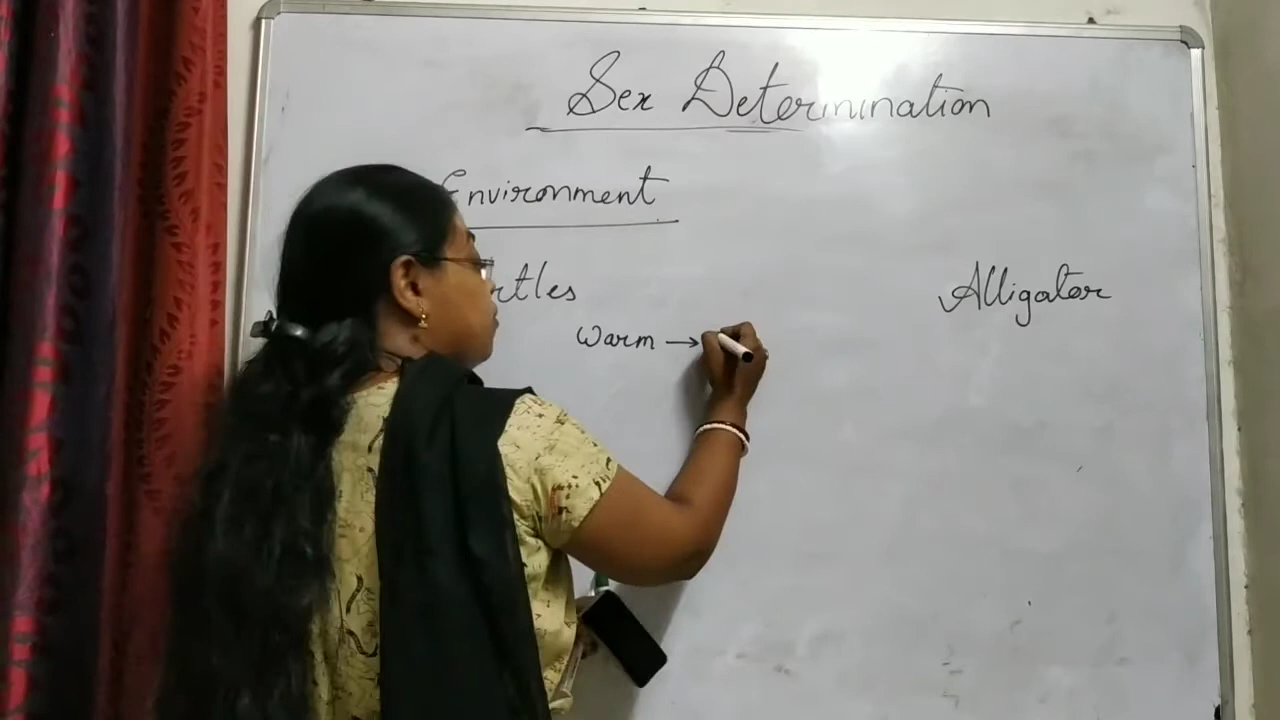 Sex Determination
Environment
rtles Alligator
Warm →